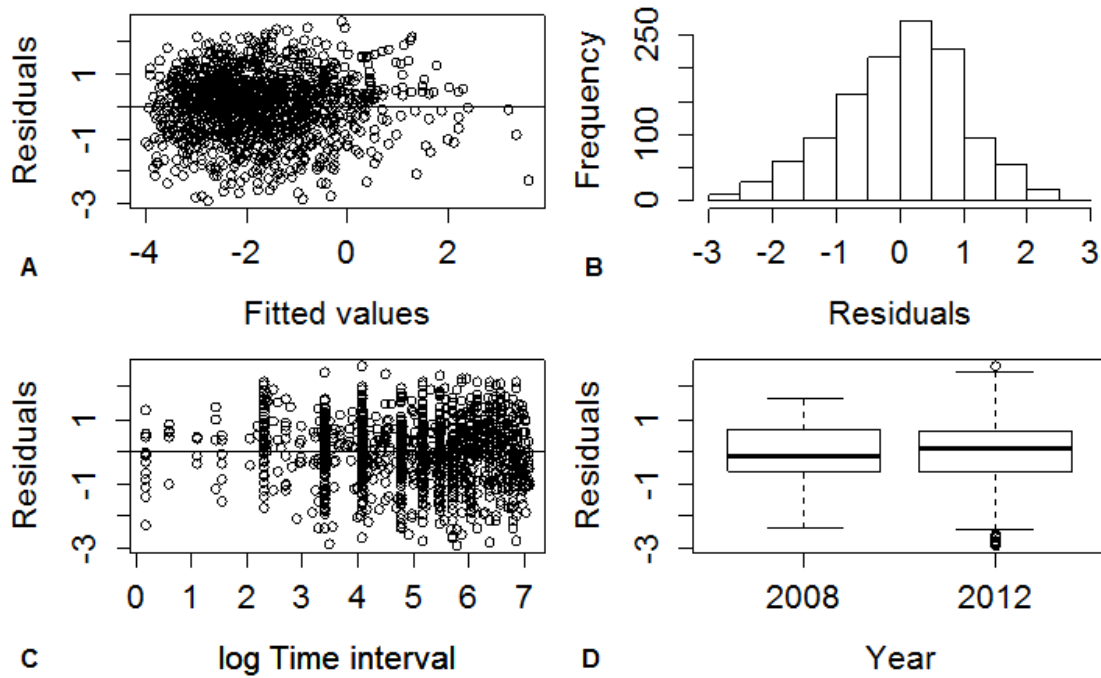 Residuals
1
-1
-3
-4 -2 0 2
A
Fitted values
Frequency
250
100
0
-3 -2 -1 0 1 2 3
B
Residuals
Residuals
1
-1
-3
0 1 2 3 4 5 6 7
C
log Time interval
Residuals
1
-1
-3
2008 2012
D
Year